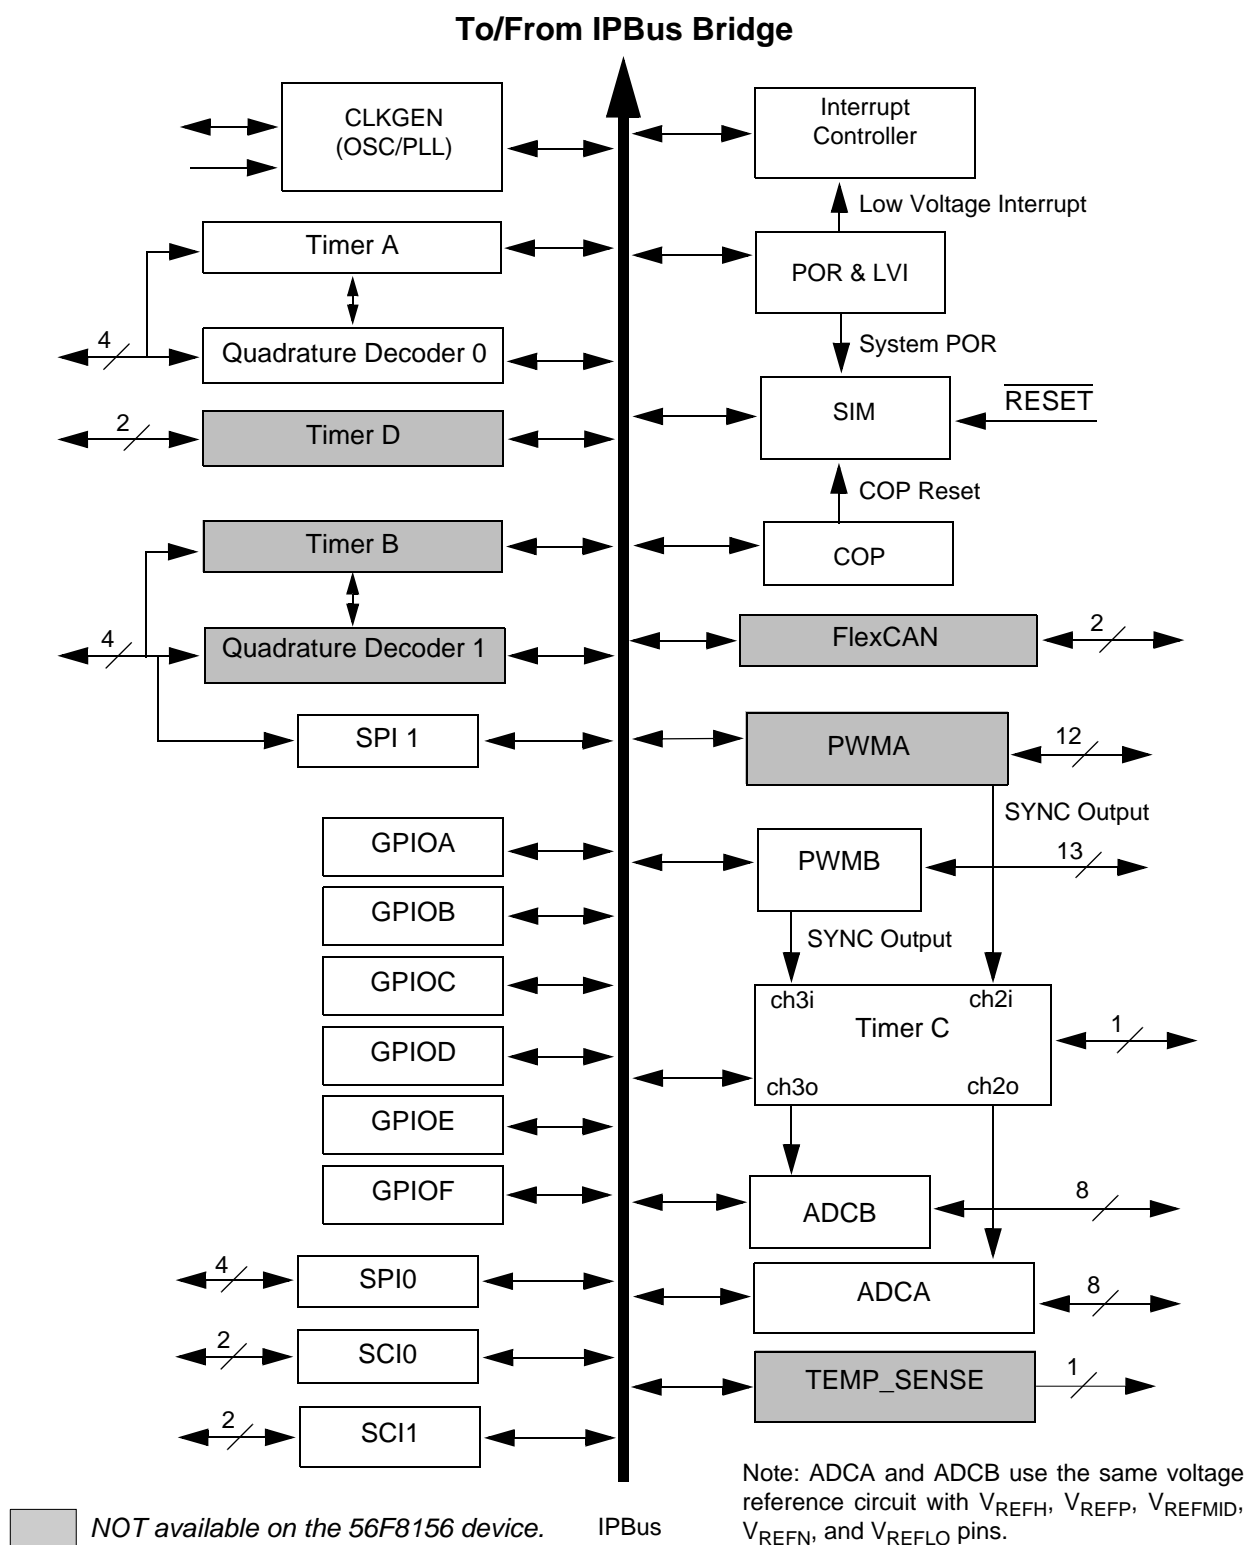 To/From IPBus Bridge
CLKGEN
(OSC/PLL)
Interrupt
Controller
Low Voltage Interrupt
Timer A
POR & LVI
4
Quadrature Decoder 0
System POR
SIM
RESET
2
Timer D
COP Reset
Timer B
COP
4
Quadrature Decoder 1
FlexCAN
2
SPI 1
PWMA
12
SYNC Output
GPIOA
PWMB
13
GPIOB
SYNC Output
GPIOC
ch3i
ch2i
Timer C
1
GPIOD
ch3o
ch2o
GPIOE
GPIOF
ADCB
8
4
SPI0
ADCA
8
2
SCI0
TEMP_SENSE
1
2
SCI1
Note: ADCA and ADCB use the same voltage
reference circuit with VREFH, VREFP, VREFMID,
VREFN, and VREFLO pins.
NOT available on the 56F8156 device.
IPBus